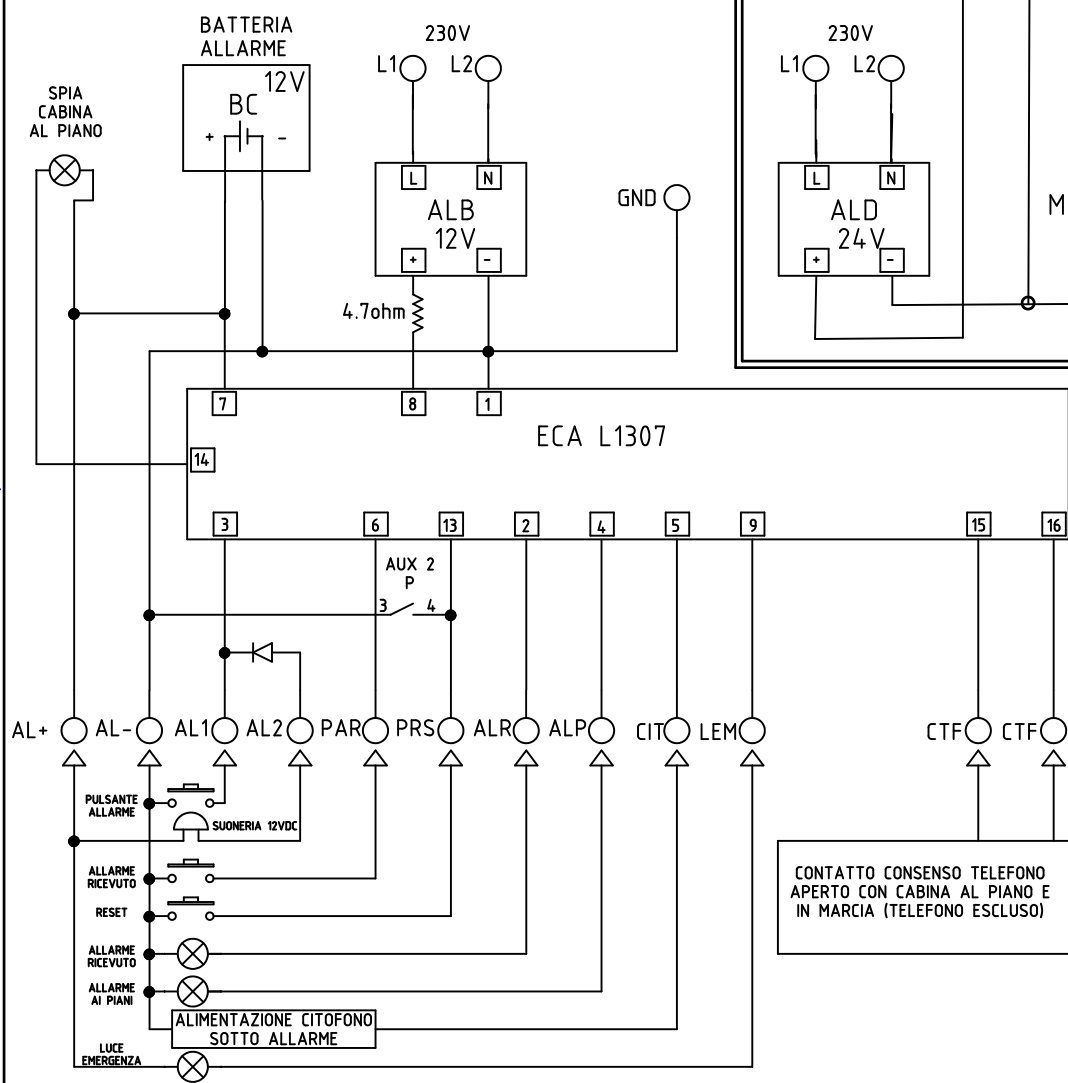 BATTERIA
ALLARME
12V
BC
+ -
SPIA
CABINA
AL PIANO
230V
L1 L2
L N
ALB
12V
+ -
4.7ohm
GND
230V
L1 L2
L N
ALD
24V
+ -
M
7 8 1
ECA L1307
14
3 6 13 2 4 5 9 15 16
AUX 2
P
3 4
AL+ AL- AL1 AL2 PAR PRS ALR ALP CIT LEM CTF CTF
PULSANTE
ALLARME
SUONERIA 12VDC
ALLARME
RICEVUTO
RESET
ALLARME
RICEVUTO
ALLARME
AI PIANI
ALIMENTAZIONE CITOFONO
SOTTO ALLARME
LUCE
EMERGENZA
CONTATTO CONSENSO TELEFONO
APERTO CON CABINA AL PIANO E
IN MARCIA (TELEFONO ESCLUSO)